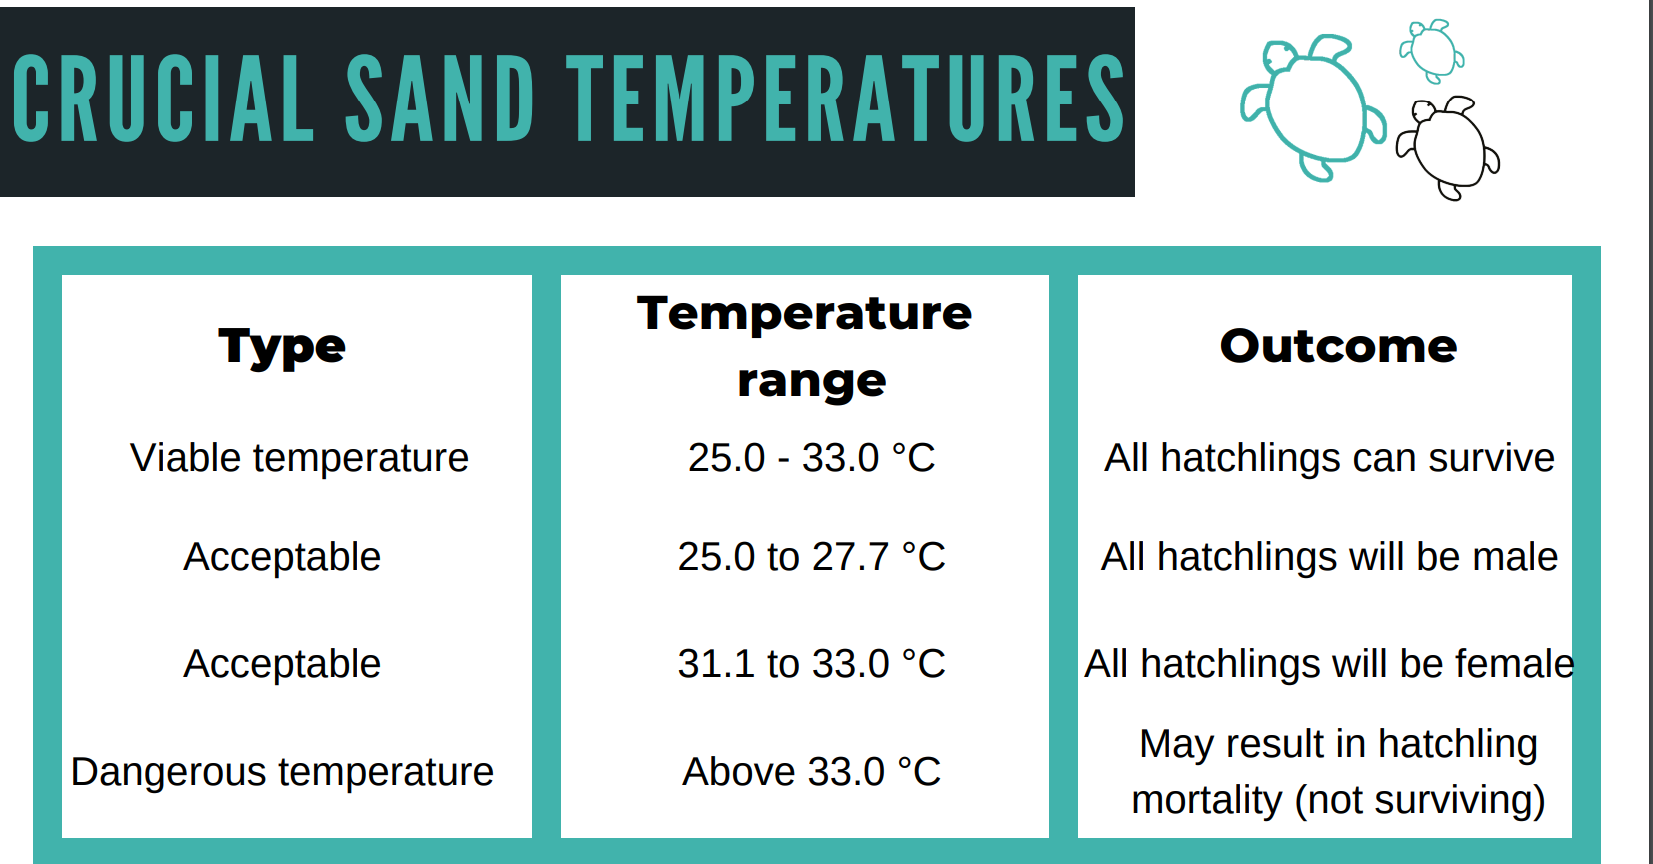 CRUCIAL SAND TEMPERATURES
Type
Temperature
range
Outcome
Viable temperature
25.0 - 33.0 °C
All hatchlings can survive
Acceptable
25.0 to 27.7 °C
All hatchlings will be male
Acceptable
31.1 to 33.0 °C
All hatchlings will be female
Dangerous temperature
Above 33.0 °C
May result in hatchling
mortality (not surviving)